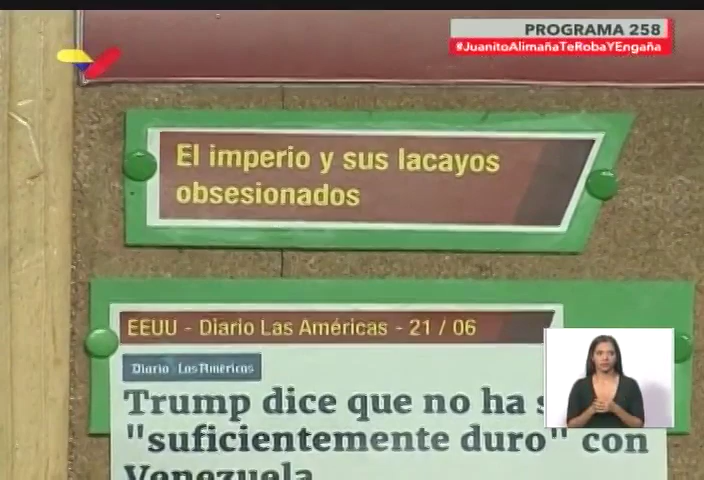 PROGRAMA 258
#JuanitoAlimañaTeRobaYEngaña
El imperio y sus lacayos
obsesionados
EEUU - Diario Las Américas - 21 / 06
Diario Las Américas
Trump dice que no ha
"suficientemente duro" con
Venezuela